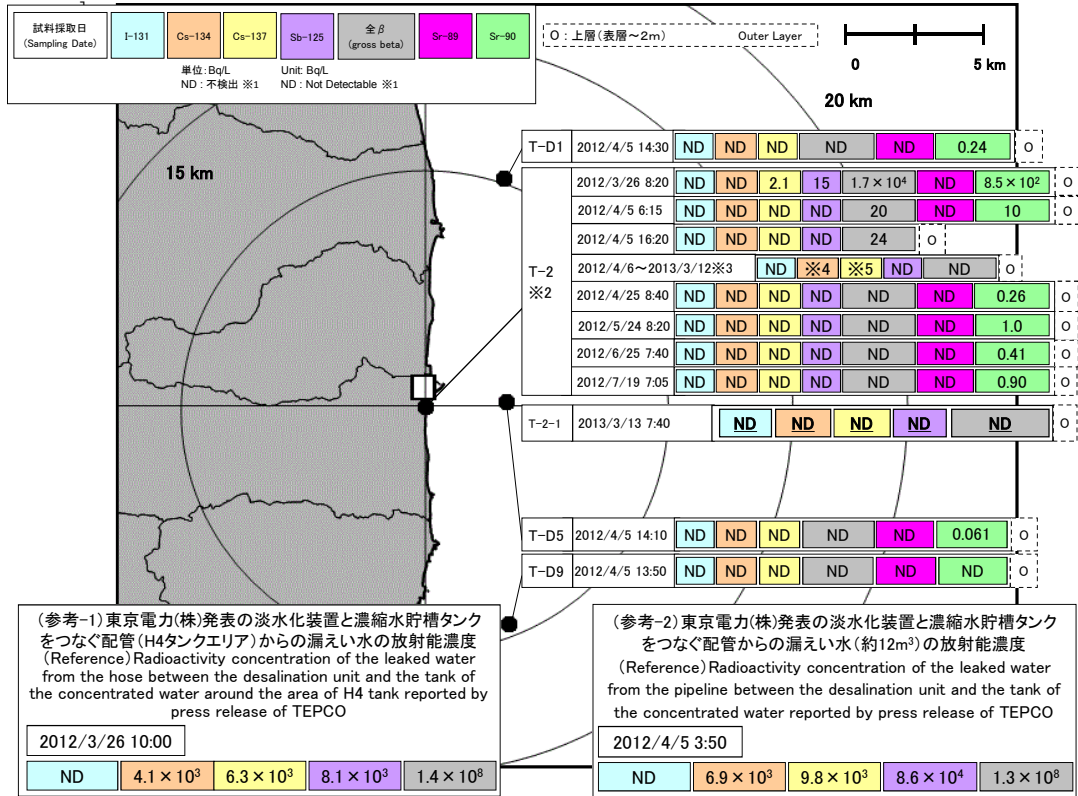 試料採取日
(Sampling Date)
I-131
Cs-134
Cs-137
Sb-125
全β
(gross beta)
Sr-89
Sr-90
単位:Bq/L
ND : 不検出 ※1
Unit: Bq/L
ND : Not Detectable ※1
O : 上層(表層~2m) Outer Layer
0 5 km
20 km
15 km
T-D1 2012/4/5 14:30 ND ND ND ND ND 0.24 O
T-2
※2
2012/3/26 8:20 ND ND 2.1 15 1.7×10⁴ ND 8.5×10² O
2012/4/5 6:15 ND ND ND ND 20 ND 10 O
2012/4/5 16:20 ND ND ND ND 24 O
2012/4/6~2013/3/12※3 ND ※4 ※5 ND ND O
2012/4/25 8:40 ND ND ND ND ND ND 0.26 O
2012/5/24 8:20 ND ND ND ND ND ND 1.0 O
2012/6/25 7:40 ND ND ND ND ND ND 0.41 O
2012/7/19 7:05 ND ND ND ND ND ND 0.90 O
T-2-1 2013/3/13 7:40 ND ND ND ND ND O
T-D5 2012/4/5 14:10 ND ND ND ND ND 0.061 O
T-D9 2012/4/5 13:50 ND ND ND ND ND ND O
(参考-1)東京電力(株)発表の淡水化装置と濃縮水貯槽タンク
をつなぐ配管(H4タンクエリア)からの漏えい水の放射能濃度
(Reference)Radioactivity concentration of the leaked water
from the hose between the desalination unit and the tank of
the concentrated water around the area of H4 tank reported by
press release of TEPCO
2012/3/26 10:00
ND 4.1×10³ 6.3×10³ 8.1×10³ 1.4×10⁸
(参考-2)東京電力(株)発表の淡水化装置と濃縮水貯槽タンク
をつなぐ配管からの漏えい水(約12m³)の放射能濃度
(Reference)Radioactivity concentration of the leaked water
from the pipeline between the desalination unit and the tank of
the concentrated water reported by press release of TEPCO
2012/4/5 3:50
ND 6.9×10³ 9.8×10³ 8.6×10⁴ 1.3×10⁸